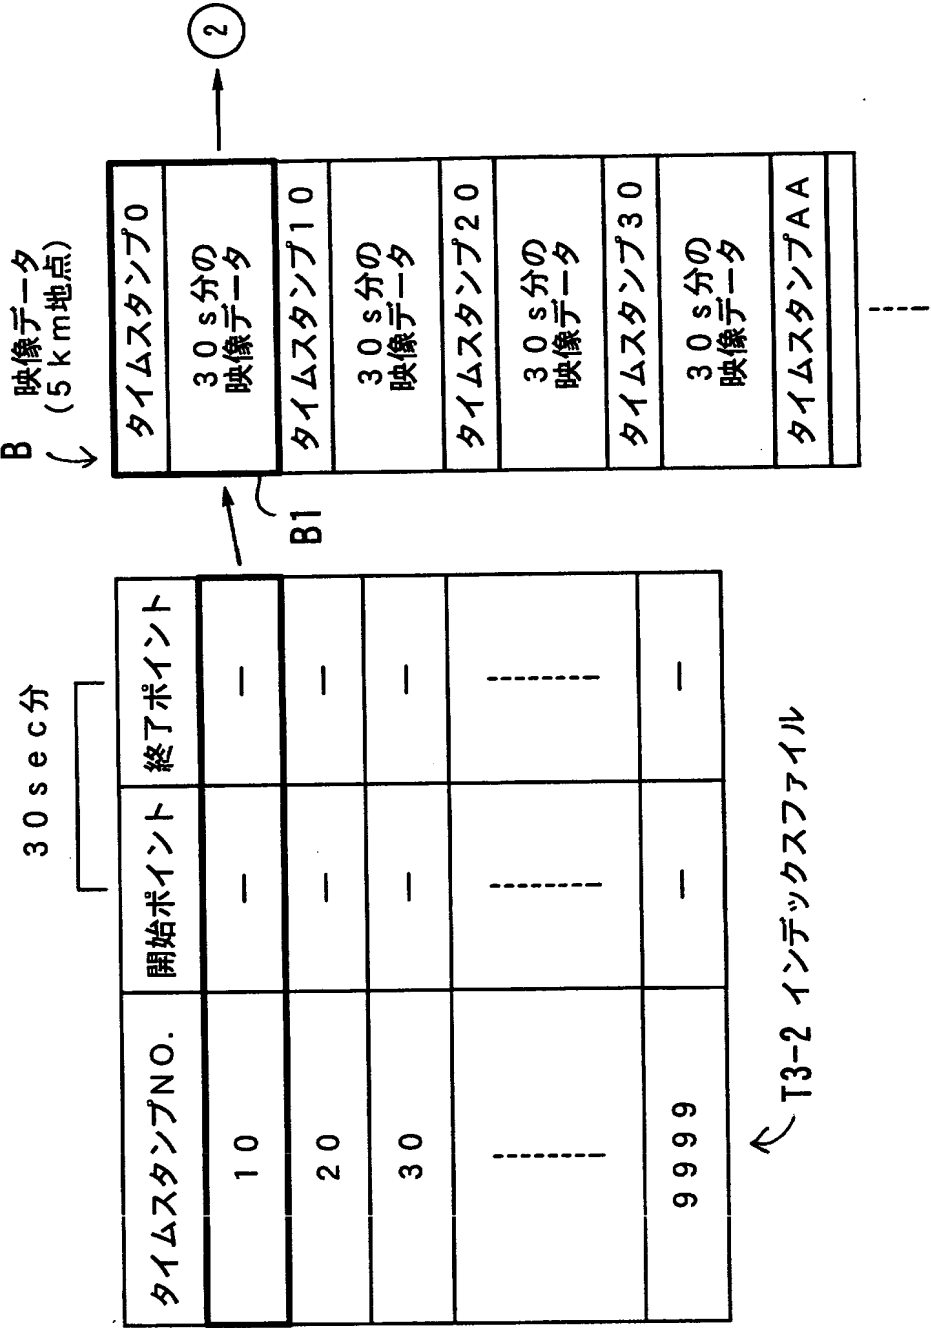 30sec分
タイムスタンプNO.
開始ポイント
終了ポイント
10
－
－
20
－
－
30
－
－
9999
－
－
T3-2 インデックスファイル
B
映像データ
(5km地点)
タイムスタンプ0
30s分の
映像データ
タイムスタンプ10
30s分の
映像データ
タイムスタンプ20
30s分の
映像データ
タイムスタンプ30
30s分の
映像データ
タイムスタンプAA
B1
2